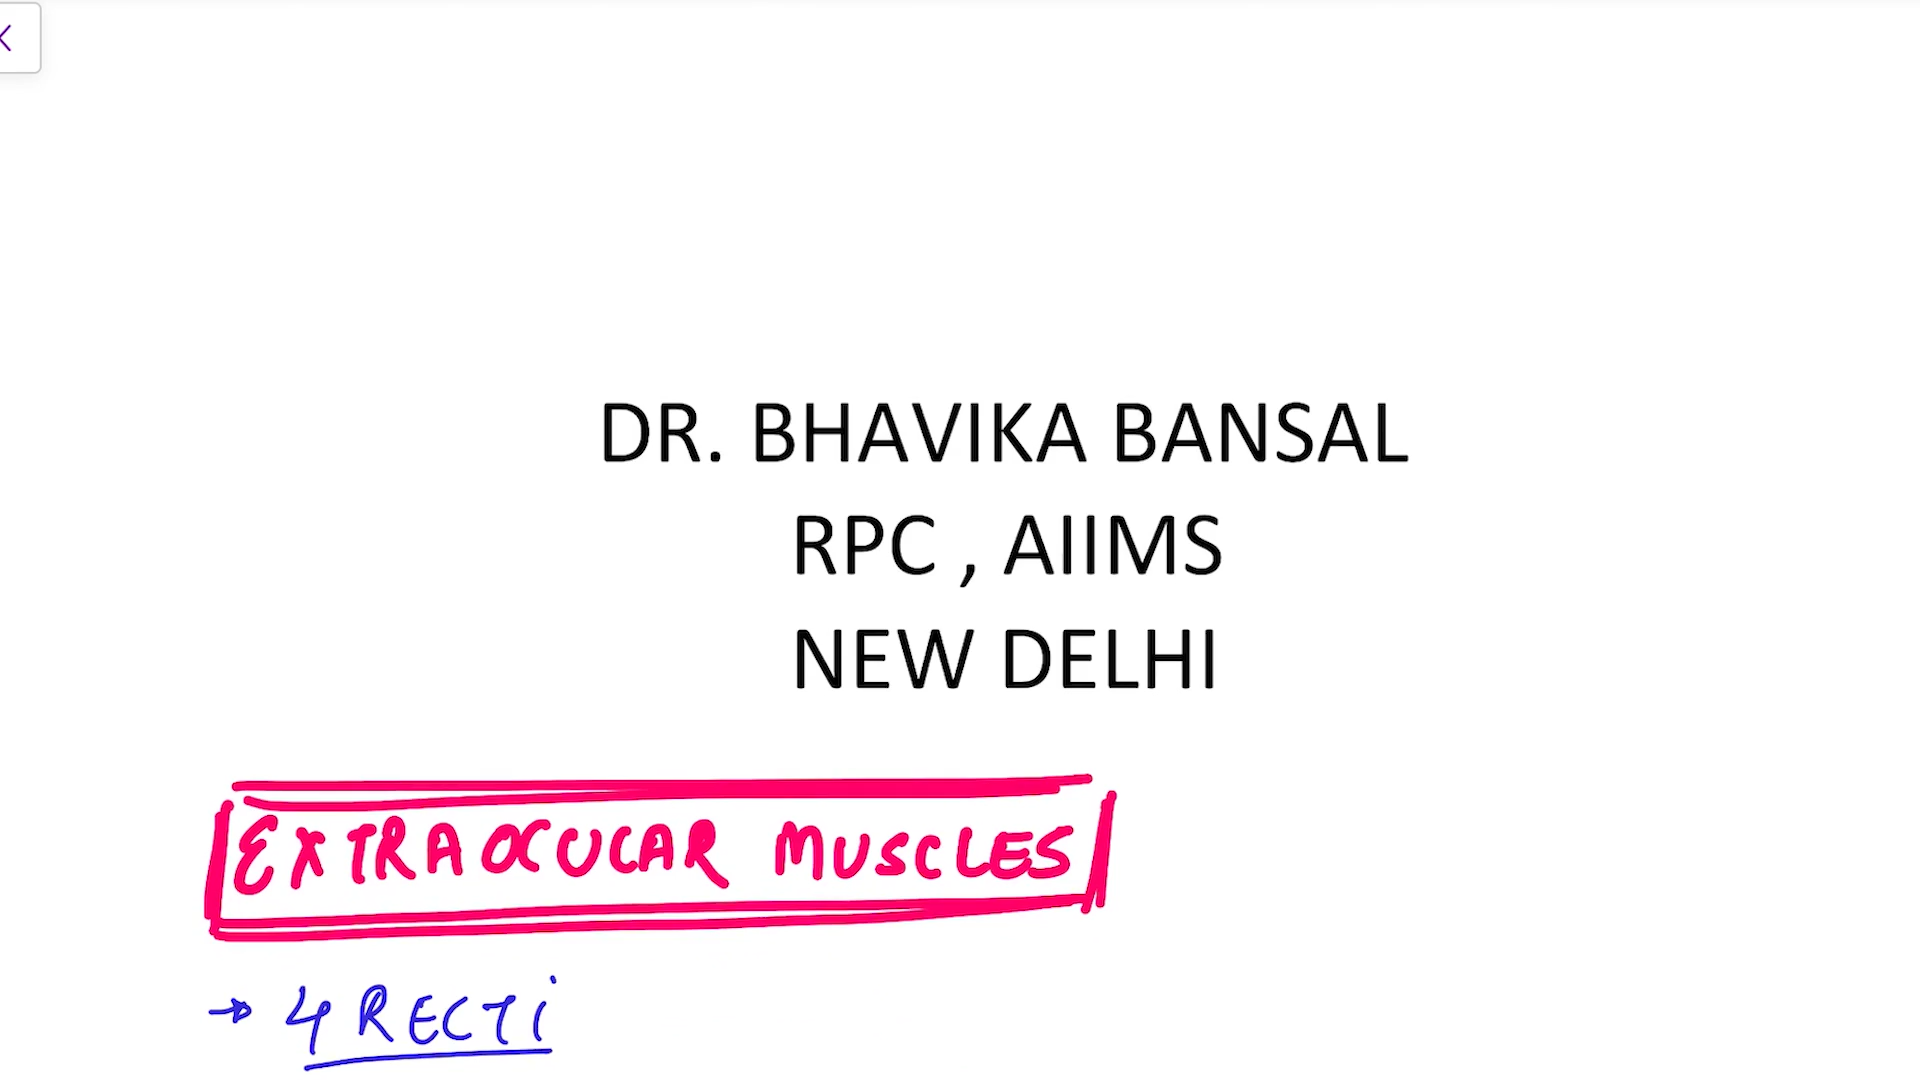 DR. BHAVIKA BANSAL
RPC , AIIMS
NEW DELHI
EXTRAOCULAR MUSCLES
→ 4 RECTI